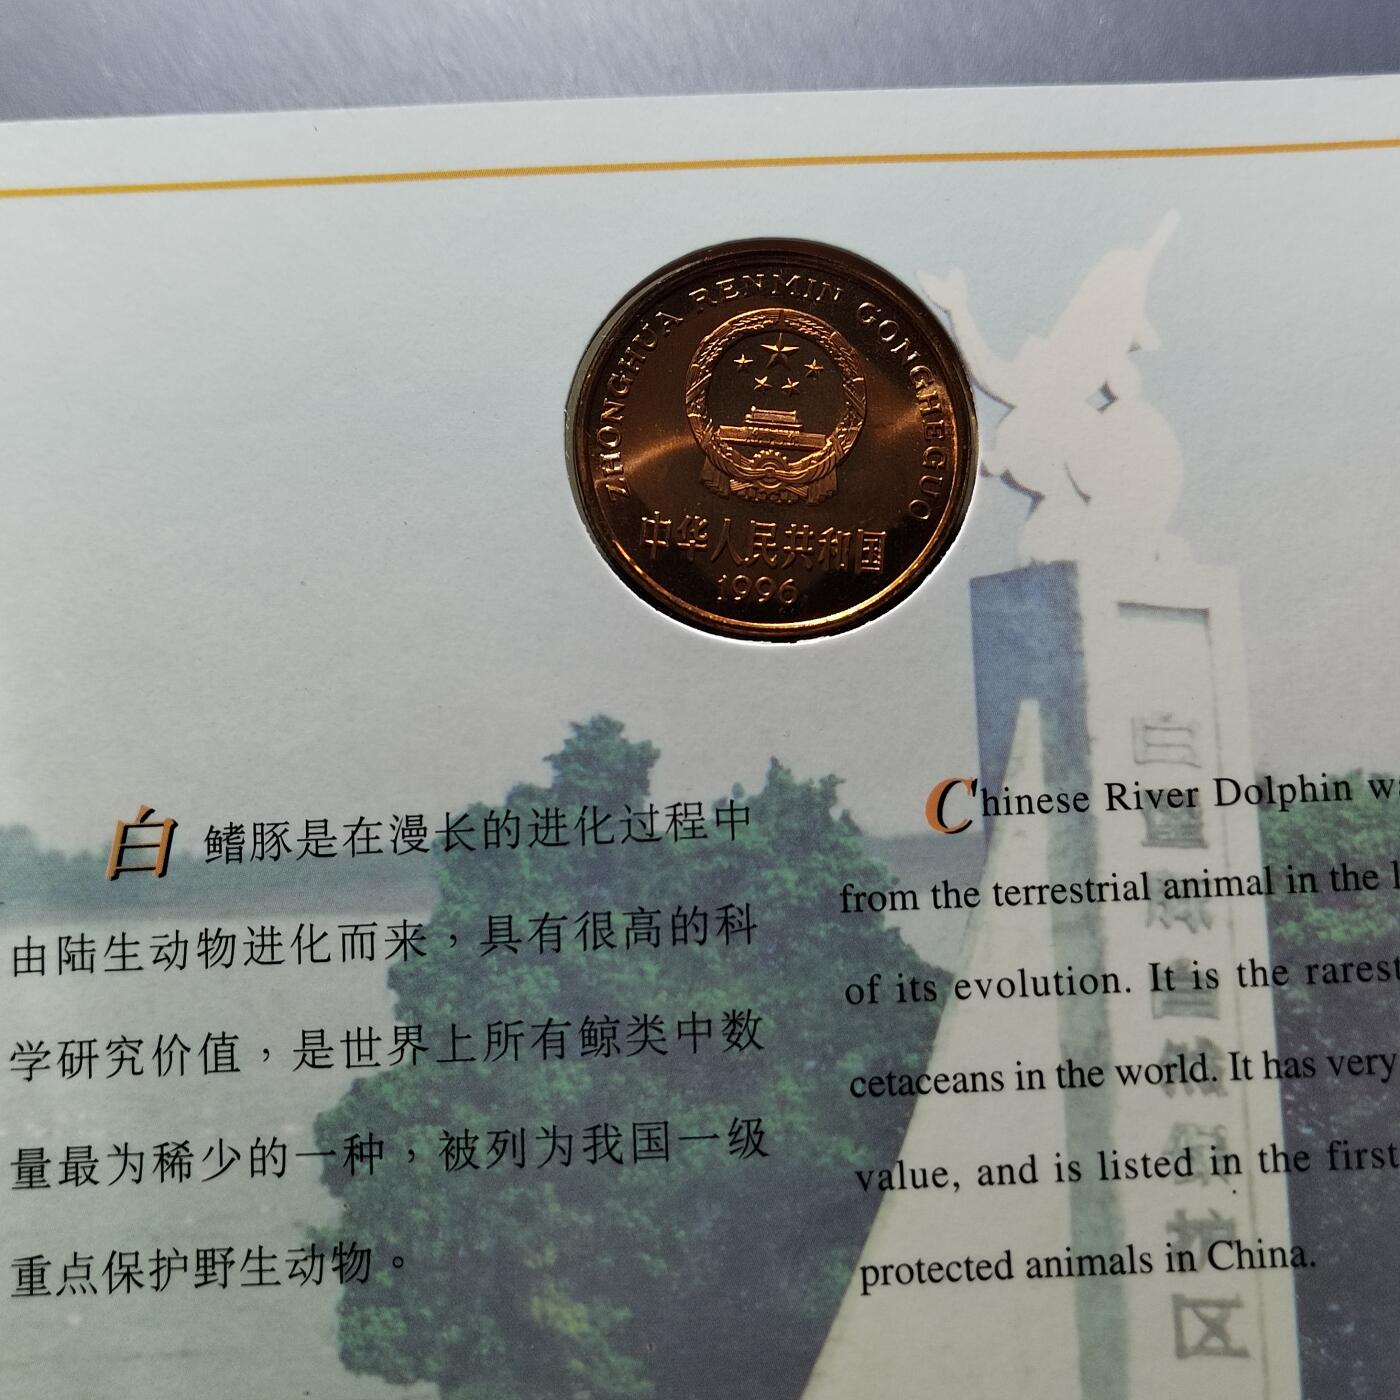 ZHONGHUA RENMIN GONGHEGUO
中华人民共和国
1996
白鳍豚是在漫长的进化过程中
由陆生动物进化而来，具有很高的科
学研究价值，是世界上所有鲸类中数
量最为稀少的一种，被列为我国一级
重点保护野生动物。
Chinese River Dolphin
from the terrestrial animal in the
of its evolution. It is the rarest
cetaceans in the world. It has very
value, and is listed in the first
protected animals in China.